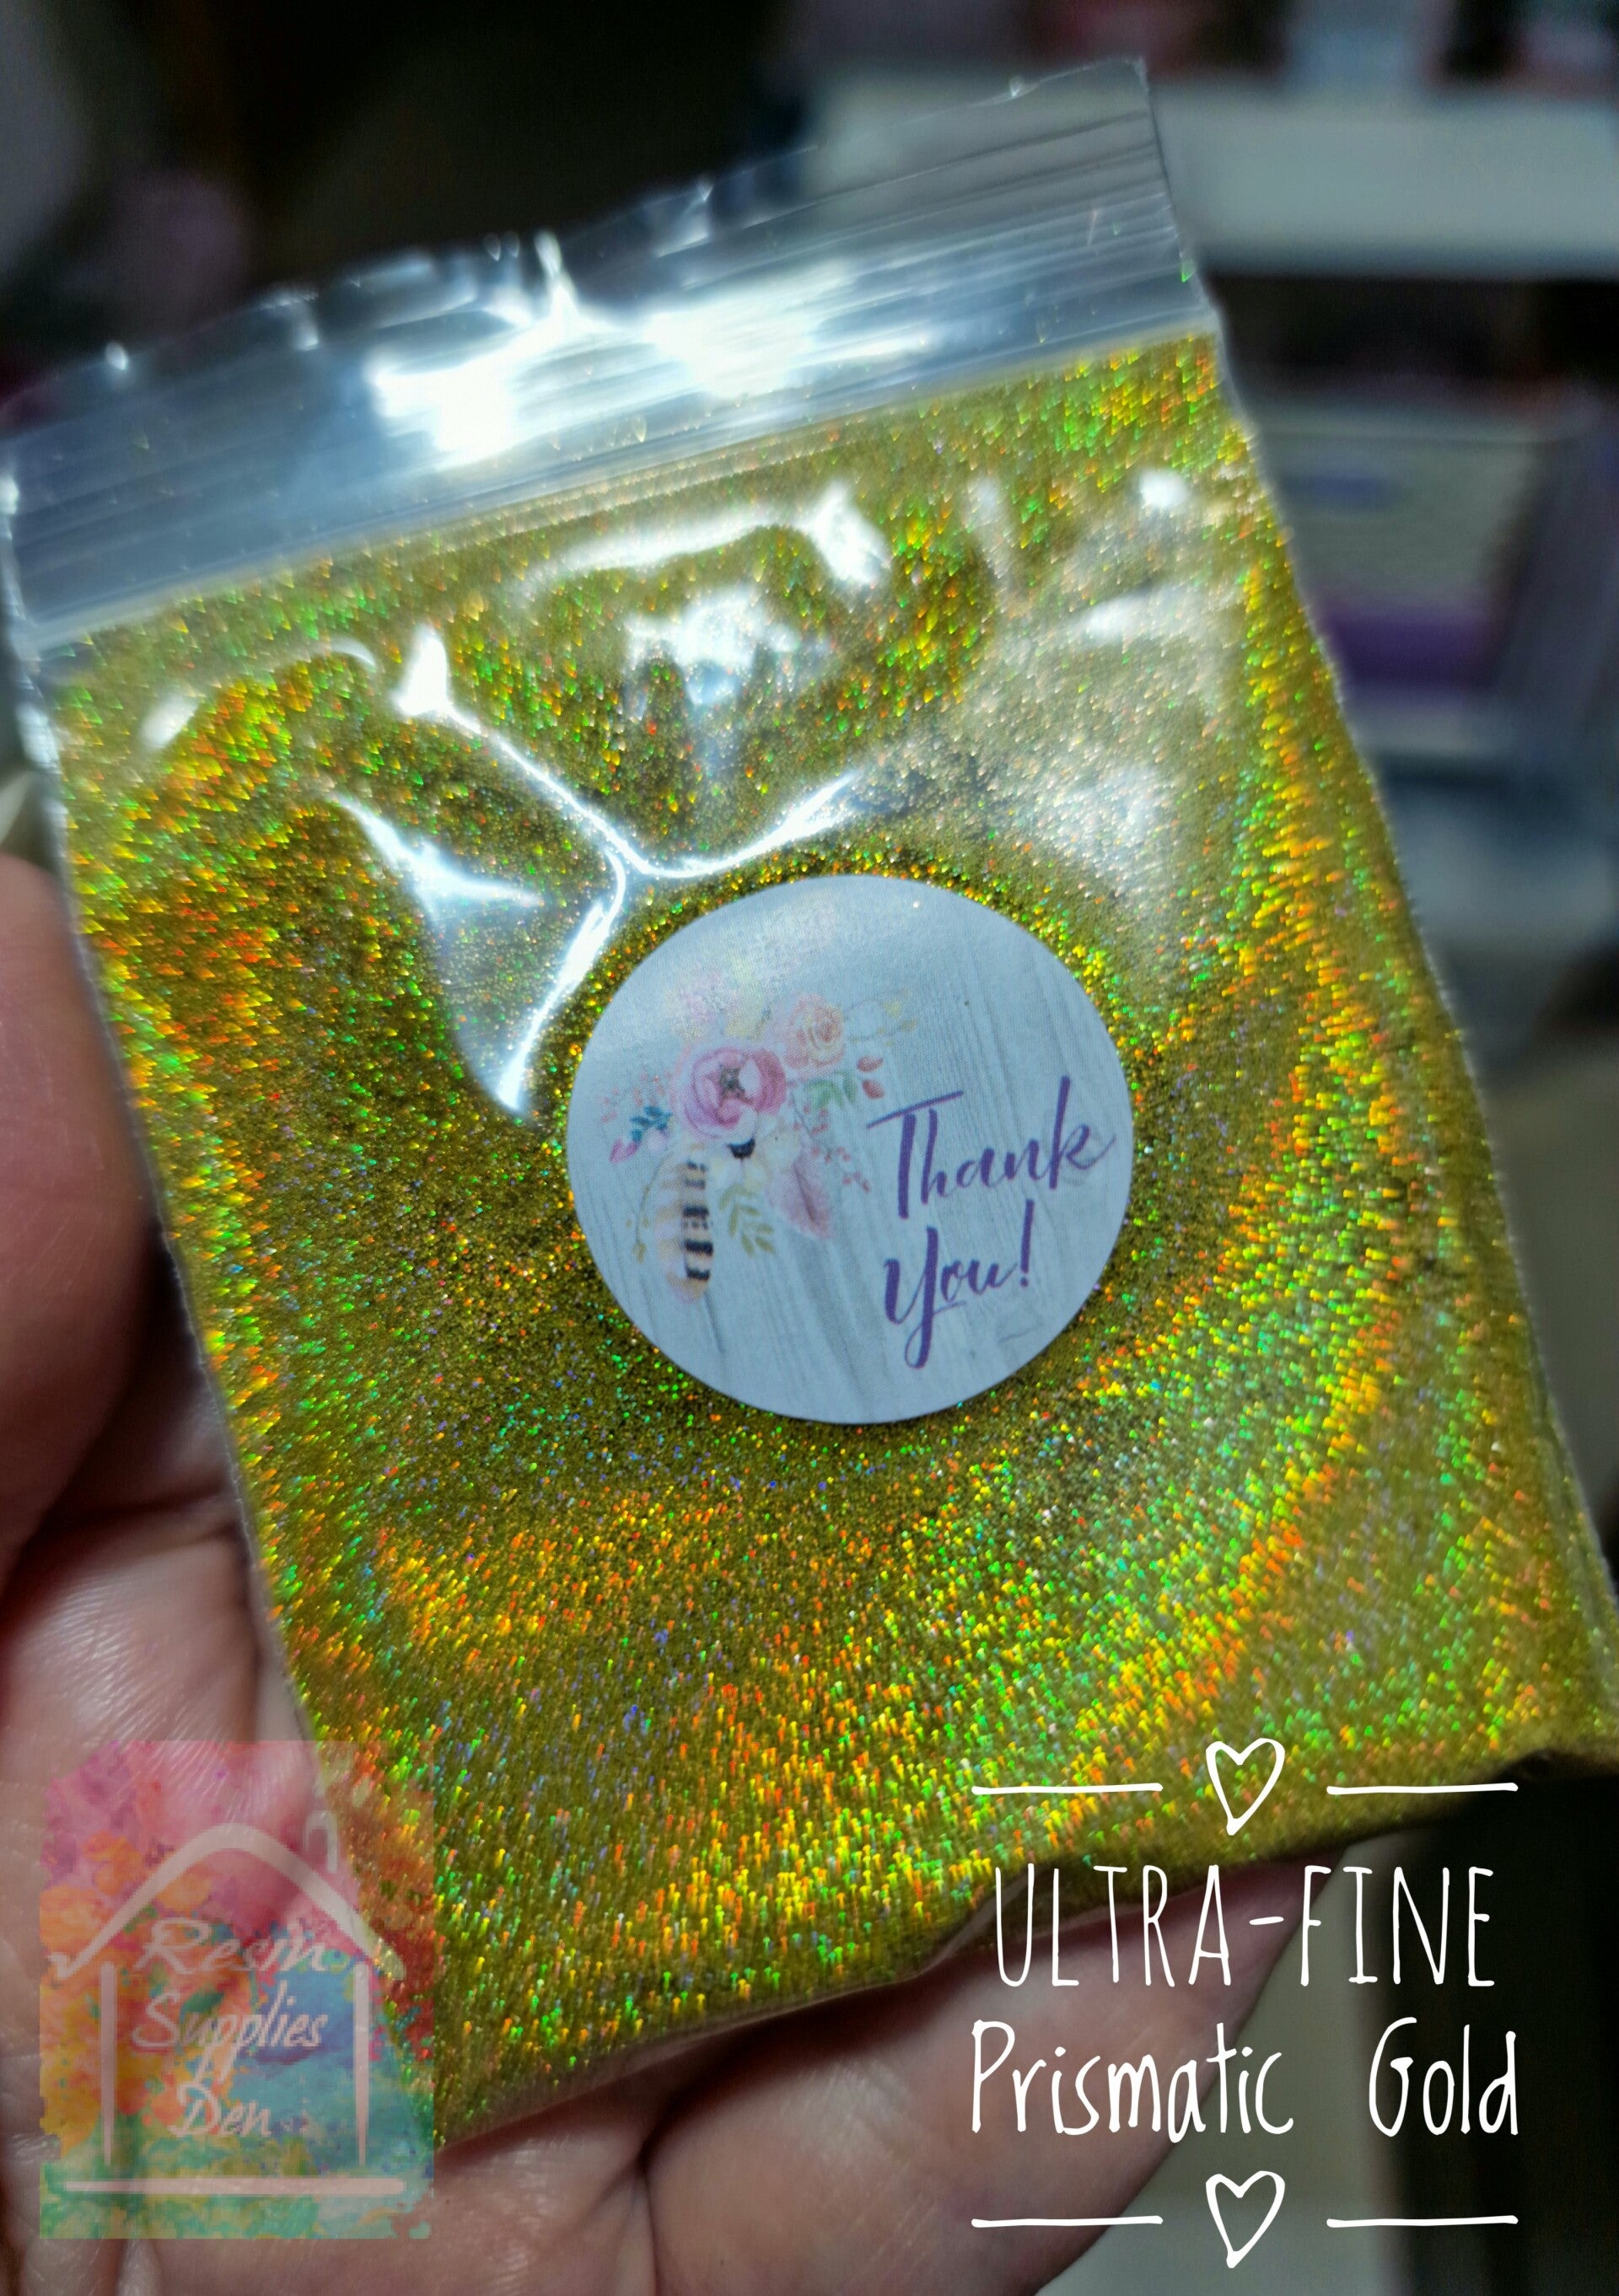 Thank
You!
ULTRA-FINE
Prismatic Gold
Resin
Supplies
Den